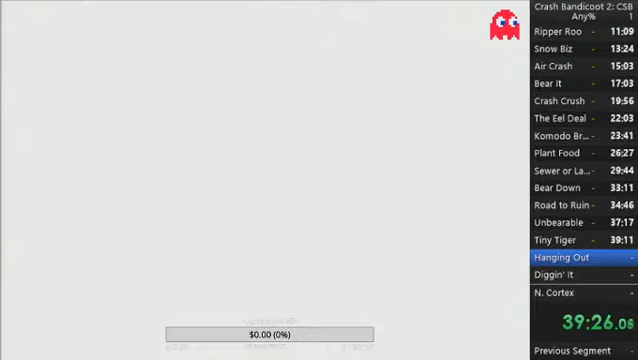 Crash Bandicoot 2: CSB
Any% 1
Ripper Roo - 11:09
Snow Biz - 13:24
Air Crash - 15:03
Bear It - 17:03
Crash Crush - 19:56
The Eel Deal - 22:03
Komodo Br... - 23:41
Plant Food - 26:27
Sewer or La... - 29:44
Bear Down - 33:11
Road to Ruin - 34:46
Unbearable - 37:17
Tiny Tiger - 39:11
Hanging Out -
Diggin' It -
N. Cortex -
39:26.06
$0.00 (0%)
Previous Segment -